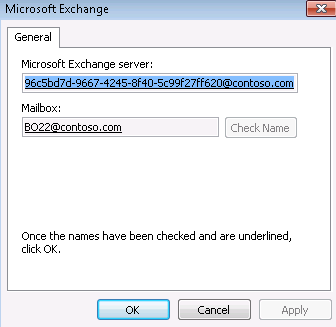 Microsoft Exchange
General
Microsoft Exchange server:
96c5bd7d-9667-4245-8f40-5c99f27ff620@contoso.com
Mailbox:
BO22@contoso.com
Check Name
Once the names have been checked and are underlined,
click OK.
OK
Cancel
Apply